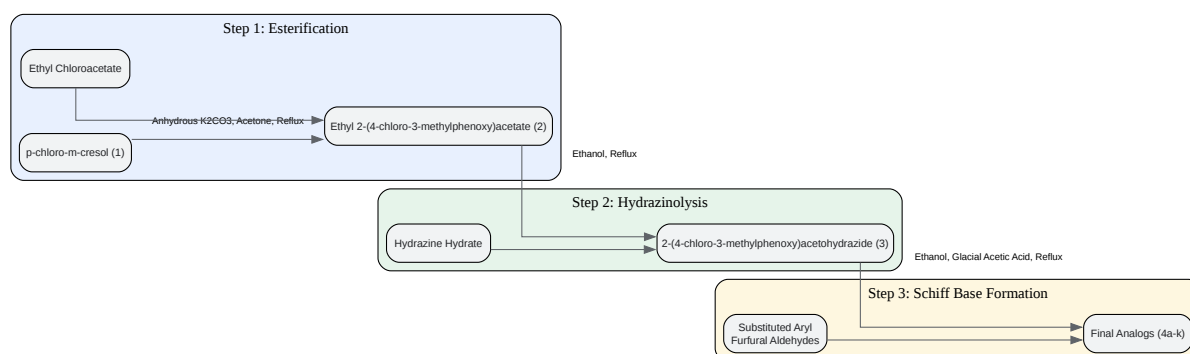 Step 1: Esterification
Ethyl Chloroacetate
Anhydrous K2CO3, Acetone, Reflux
Ethyl 2-(4-chloro-3-methylphenoxy)acetate (2)
p-chloro-m-cresol (1)
Ethanol, Reflux
Step 2: Hydrazinolysis
Hydrazine Hydrate
2-(4-chloro-3-methylphenoxy)acetohydrazide (3)
Ethanol, Glacial Acetic Acid, Reflux
Step 3: Schiff Base Formation
Substituted Aryl
Furfural Aldehydes
Final Analogs (4a-k)